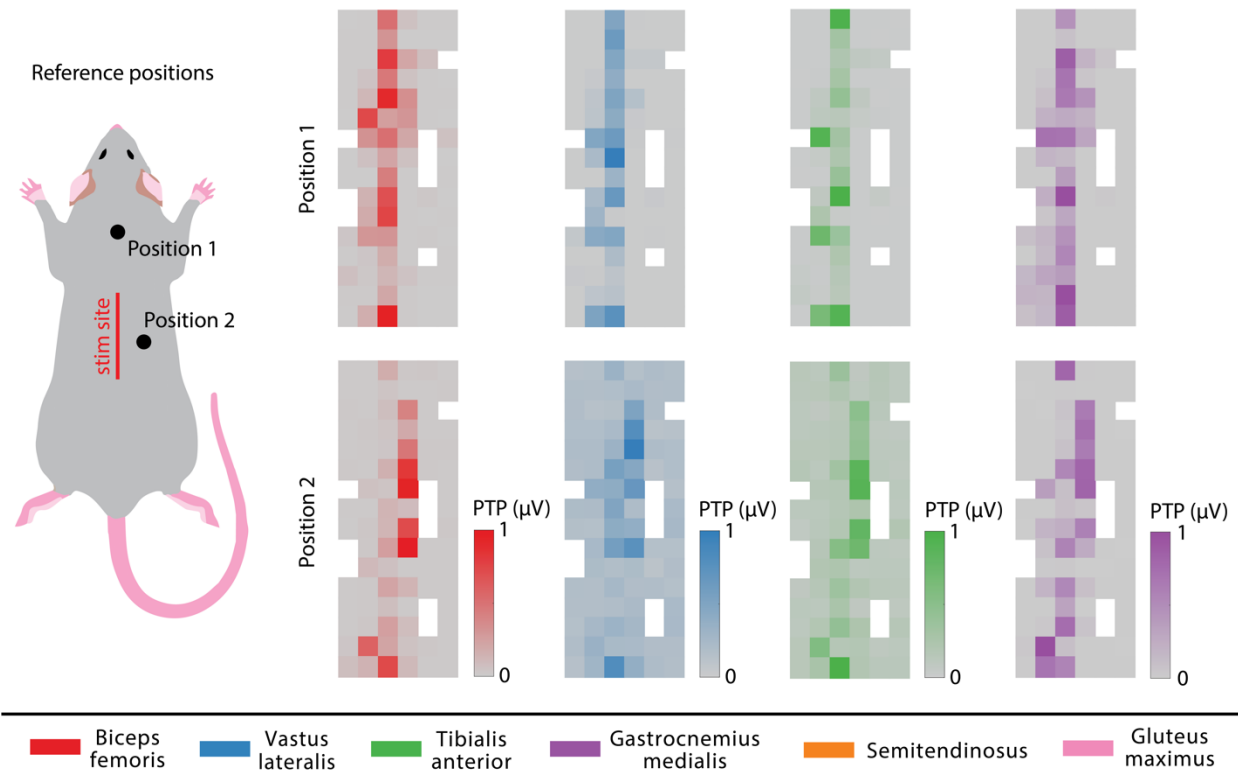 Reference positions
Position 1
Position 2
stim site
Position 1
Position 2
PTP (µV)
1
0
PTP (µV)
1
0
PTP (µV)
1
0
PTP (µV)
1
0
Biceps
femoris
Vastus
lateralis
Tibialis
anterior
Gastrocnemius
medialis
Semitendinosus
Gluteus
maximus